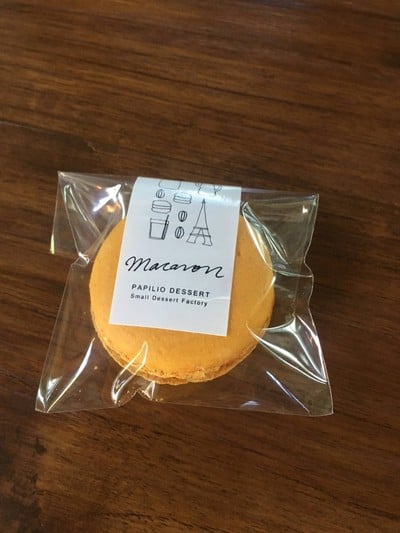 Macaron
PAPILIO DESSERT
Small Dessert Factory